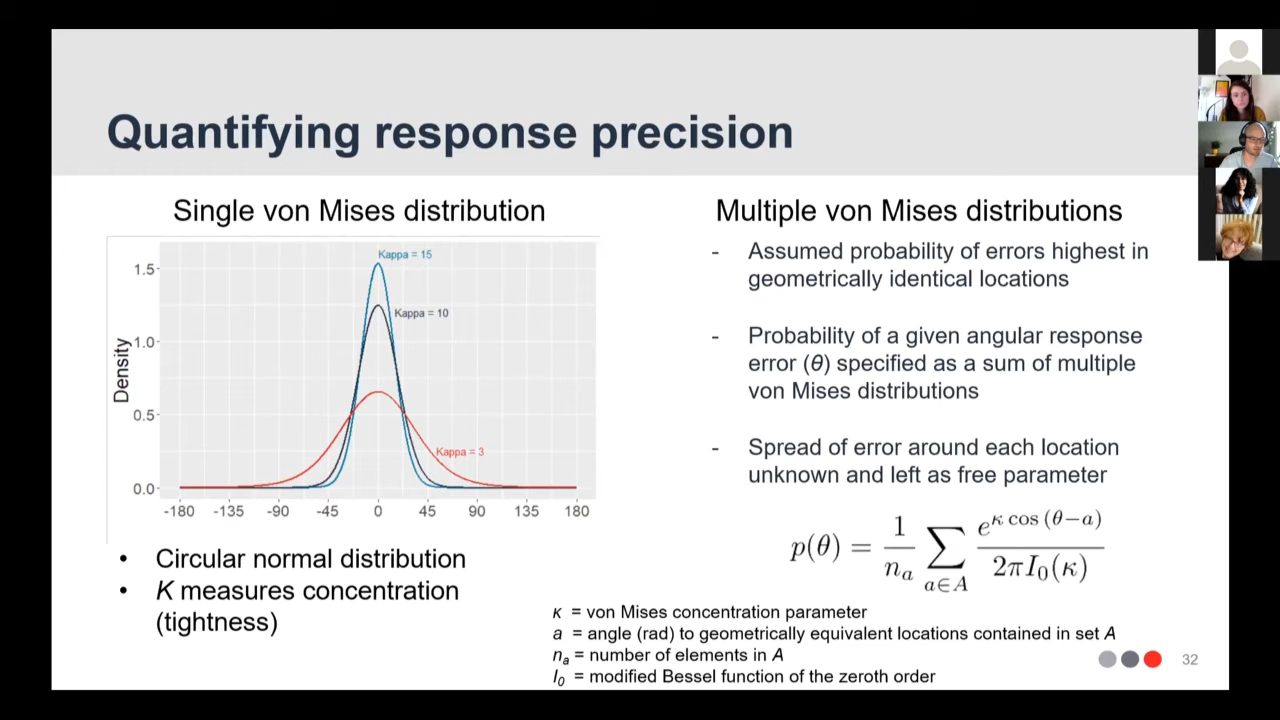 Quantifying response precision
Single von Mises distribution
Kappa = 15
Kappa = 10
Kappa = 3
Density
1.5
1.0
0.5
0.0
-180 -135 -90 -45 0 45 90 135 180
• Circular normal distribution
• K measures concentration
(tightness)
Multiple von Mises distributions
- Assumed probability of errors highest in
geometrically identical locations
- Probability of a given angular response
error (θ) specified as a sum of multiple
von Mises distributions
- Spread of error around each location
unknown and left as free parameter
p(θ) = 1/nₐ ∑ a∈A e^(κ cos (θ−a)) / 2πI₀(κ)
κ = von Mises concentration parameter
a = angle (rad) to geometrically equivalent locations contained in set A
nₐ = number of elements in A
I₀ = modified Bessel function of the zeroth order
32